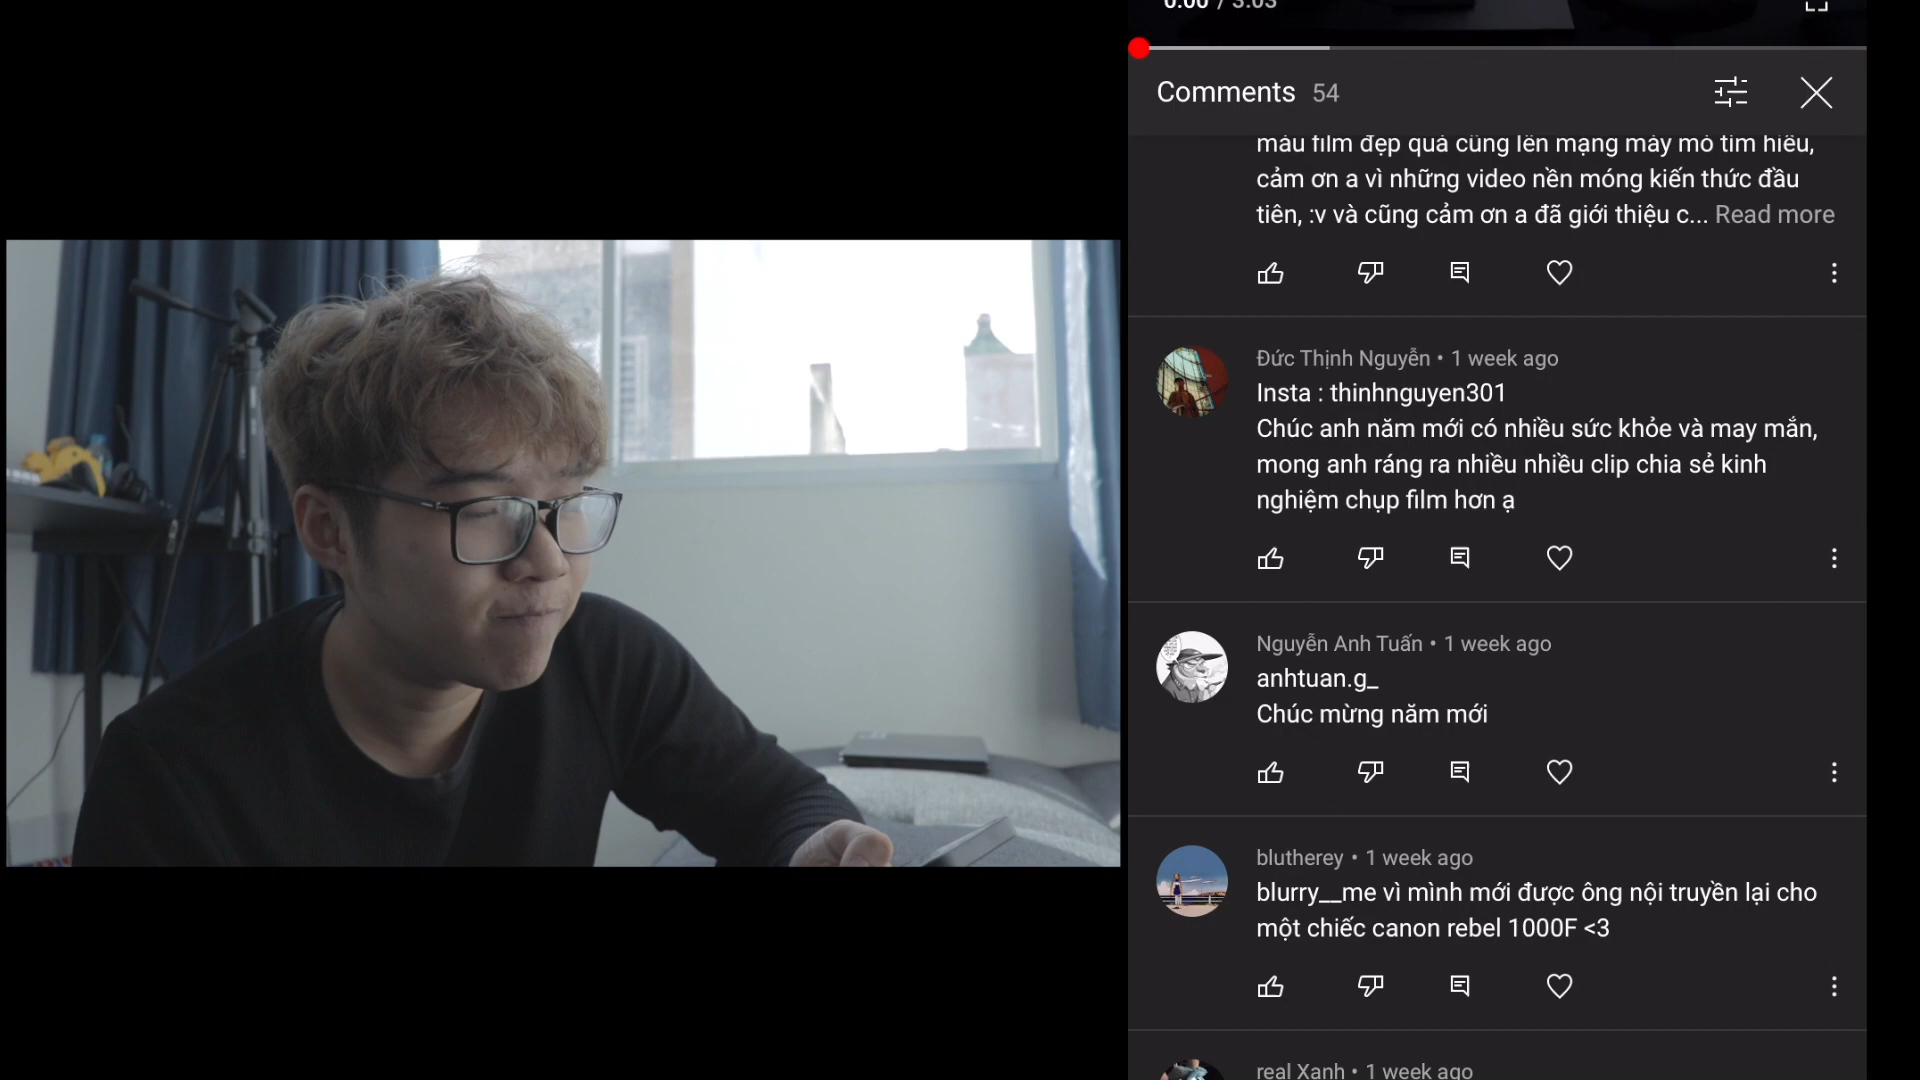 0:00 / 3:03
Comments 54
màu film đẹp quá cũng lên mạng mày mò tìm hiểu,
cảm ơn a vì những video nền móng kiến thức đầu
tiên, :v và cũng cảm ơn a đã giới thiệu c... Read more
Đức Thịnh Nguyễn • 1 week ago
Insta : thinhnguyen301
Chúc anh năm mới có nhiều sức khỏe và may mắn,
mong anh ráng ra nhiều nhiều clip chia sẻ kinh
nghiệm chụp film hơn ạ
Nguyễn Anh Tuấn • 1 week ago
anhtuan.g_
Chúc mừng năm mới
blutherey • 1 week ago
blurry__me vì mình mới được ông nội truyền lại cho
một chiếc canon rebel 1000F <3
real Xanh • 1 week ago